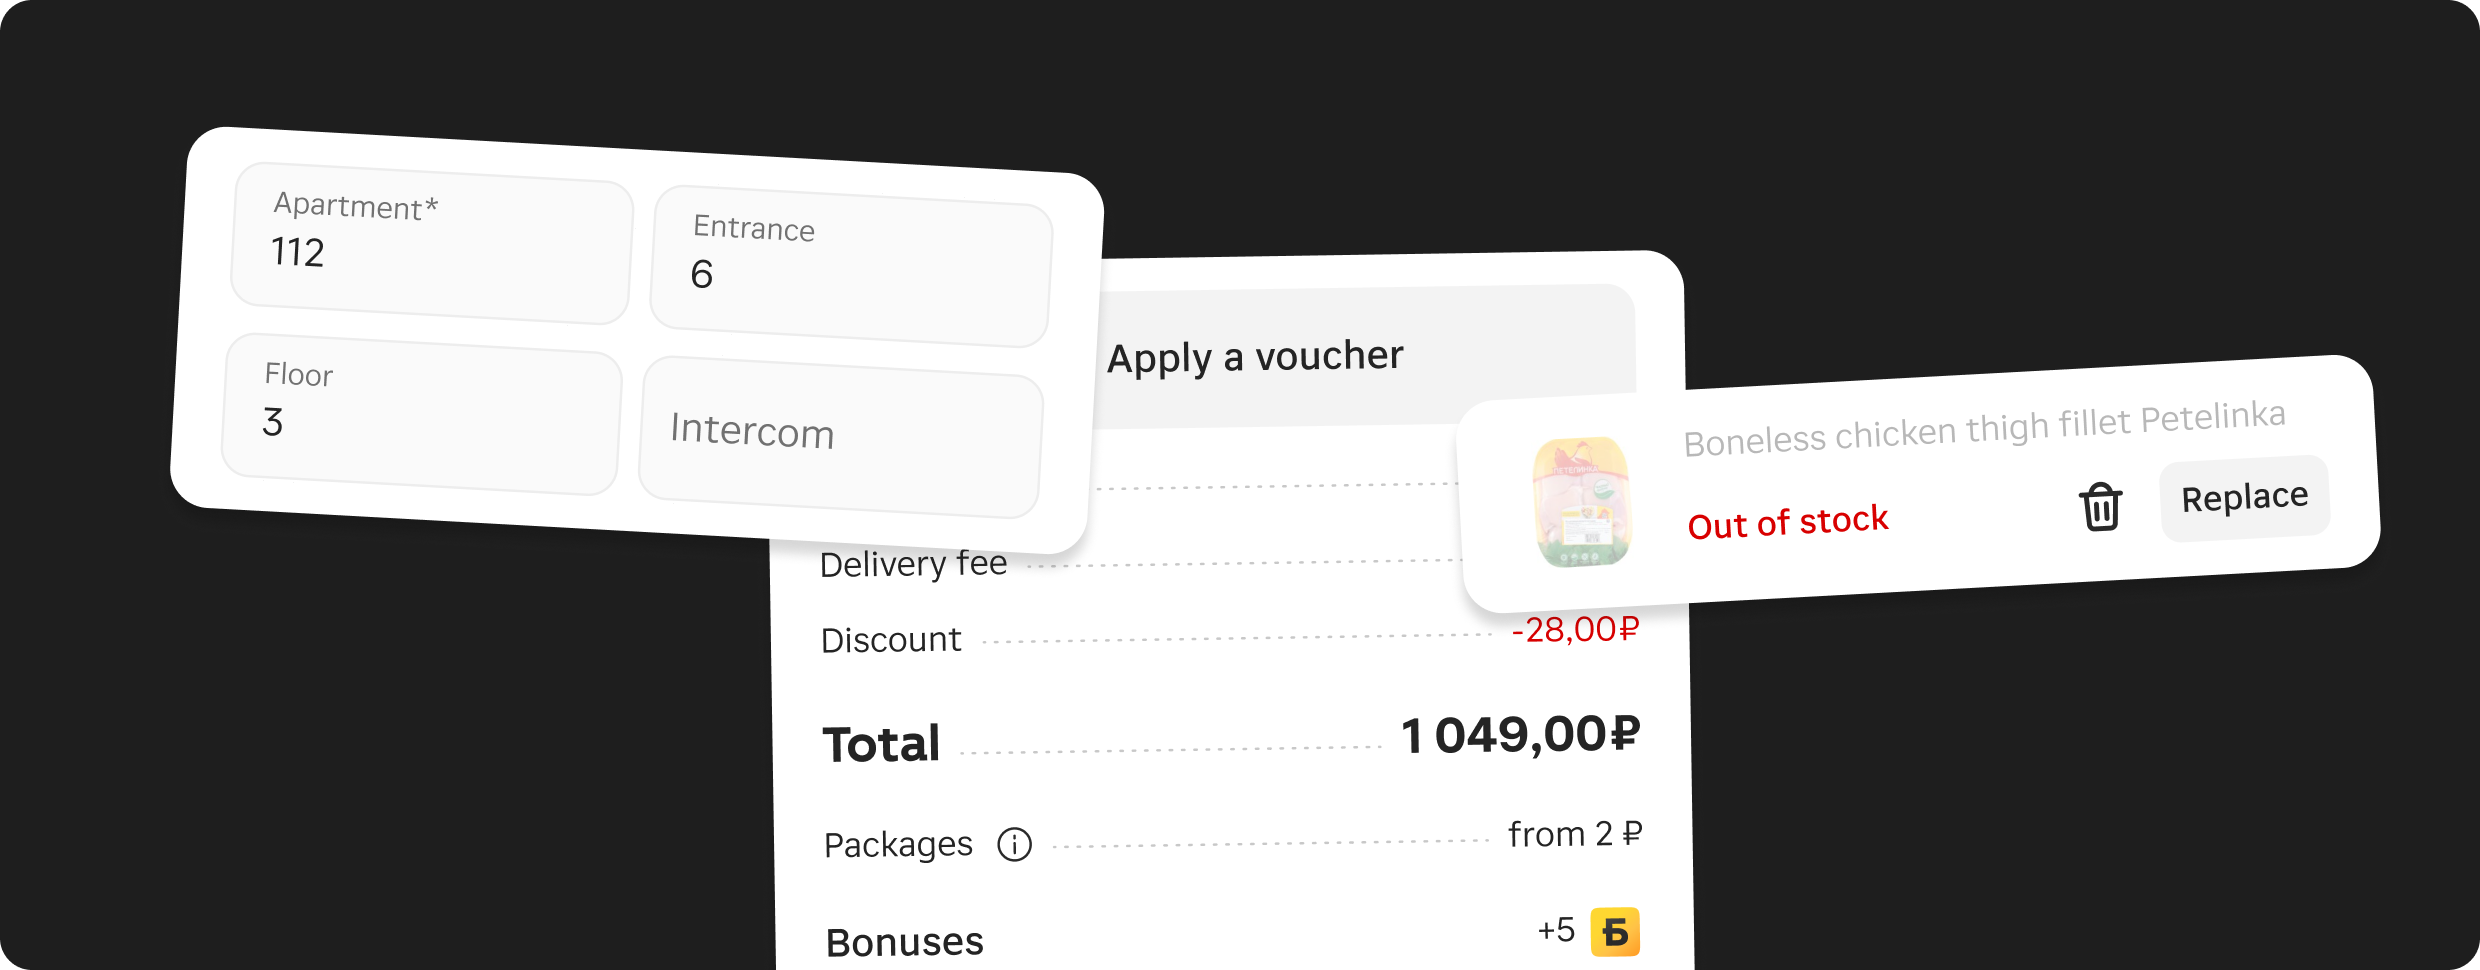 Apartment*
112
Entrance
6
Floor
3
Intercom
Apply a voucher
Boneless chicken thigh fillet Petelinka
Out of stock
Replace
ПЕТЕЛИНКА
Delivery fee
Discount
-28,00₽
Total
1 049,00₽
Packages
from 2 ₽
Bonuses
+5
Б